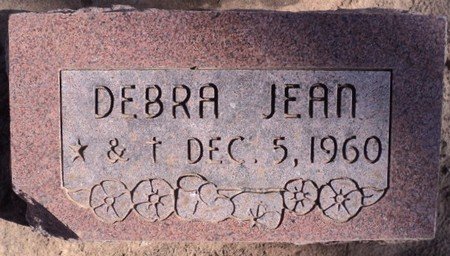 DEBRA JEAN
★ & † DEC. 5, 1960